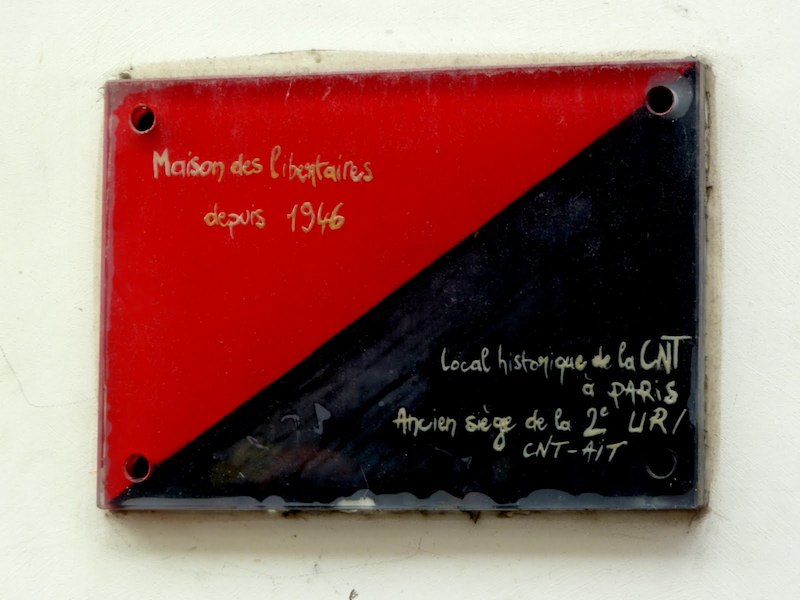 Maison des libertaires
depuis 1946
Local historique de la CNT
à PARiS
Ancien siège de la 2e UR/
CNT-AiT